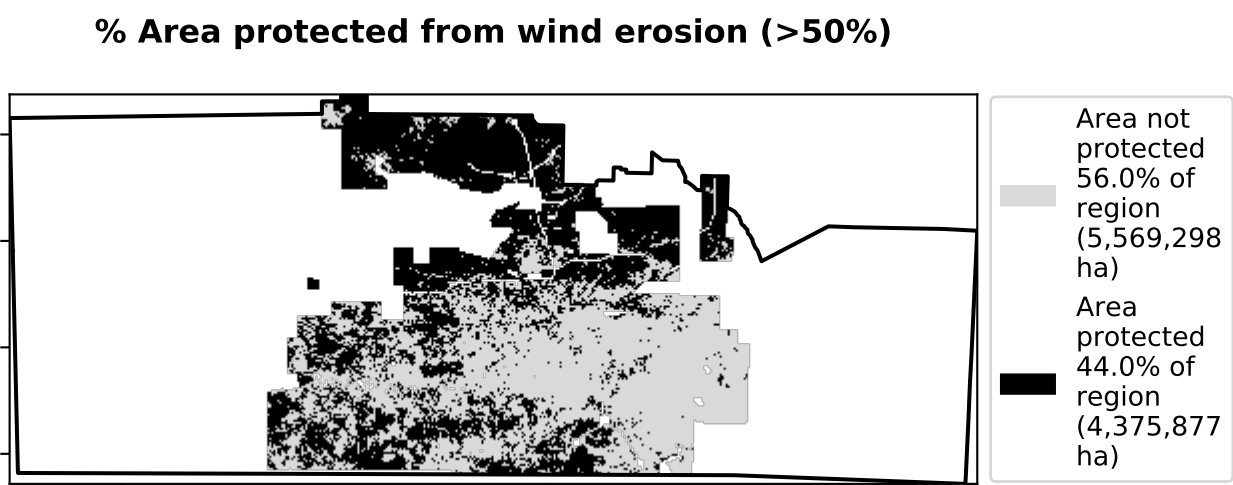 % Area protected from wind erosion (>50%)
Area not
protected
56.0% of
region
(5,569,298
ha)
Area
protected
44.0% of
region
(4,375,877
ha)